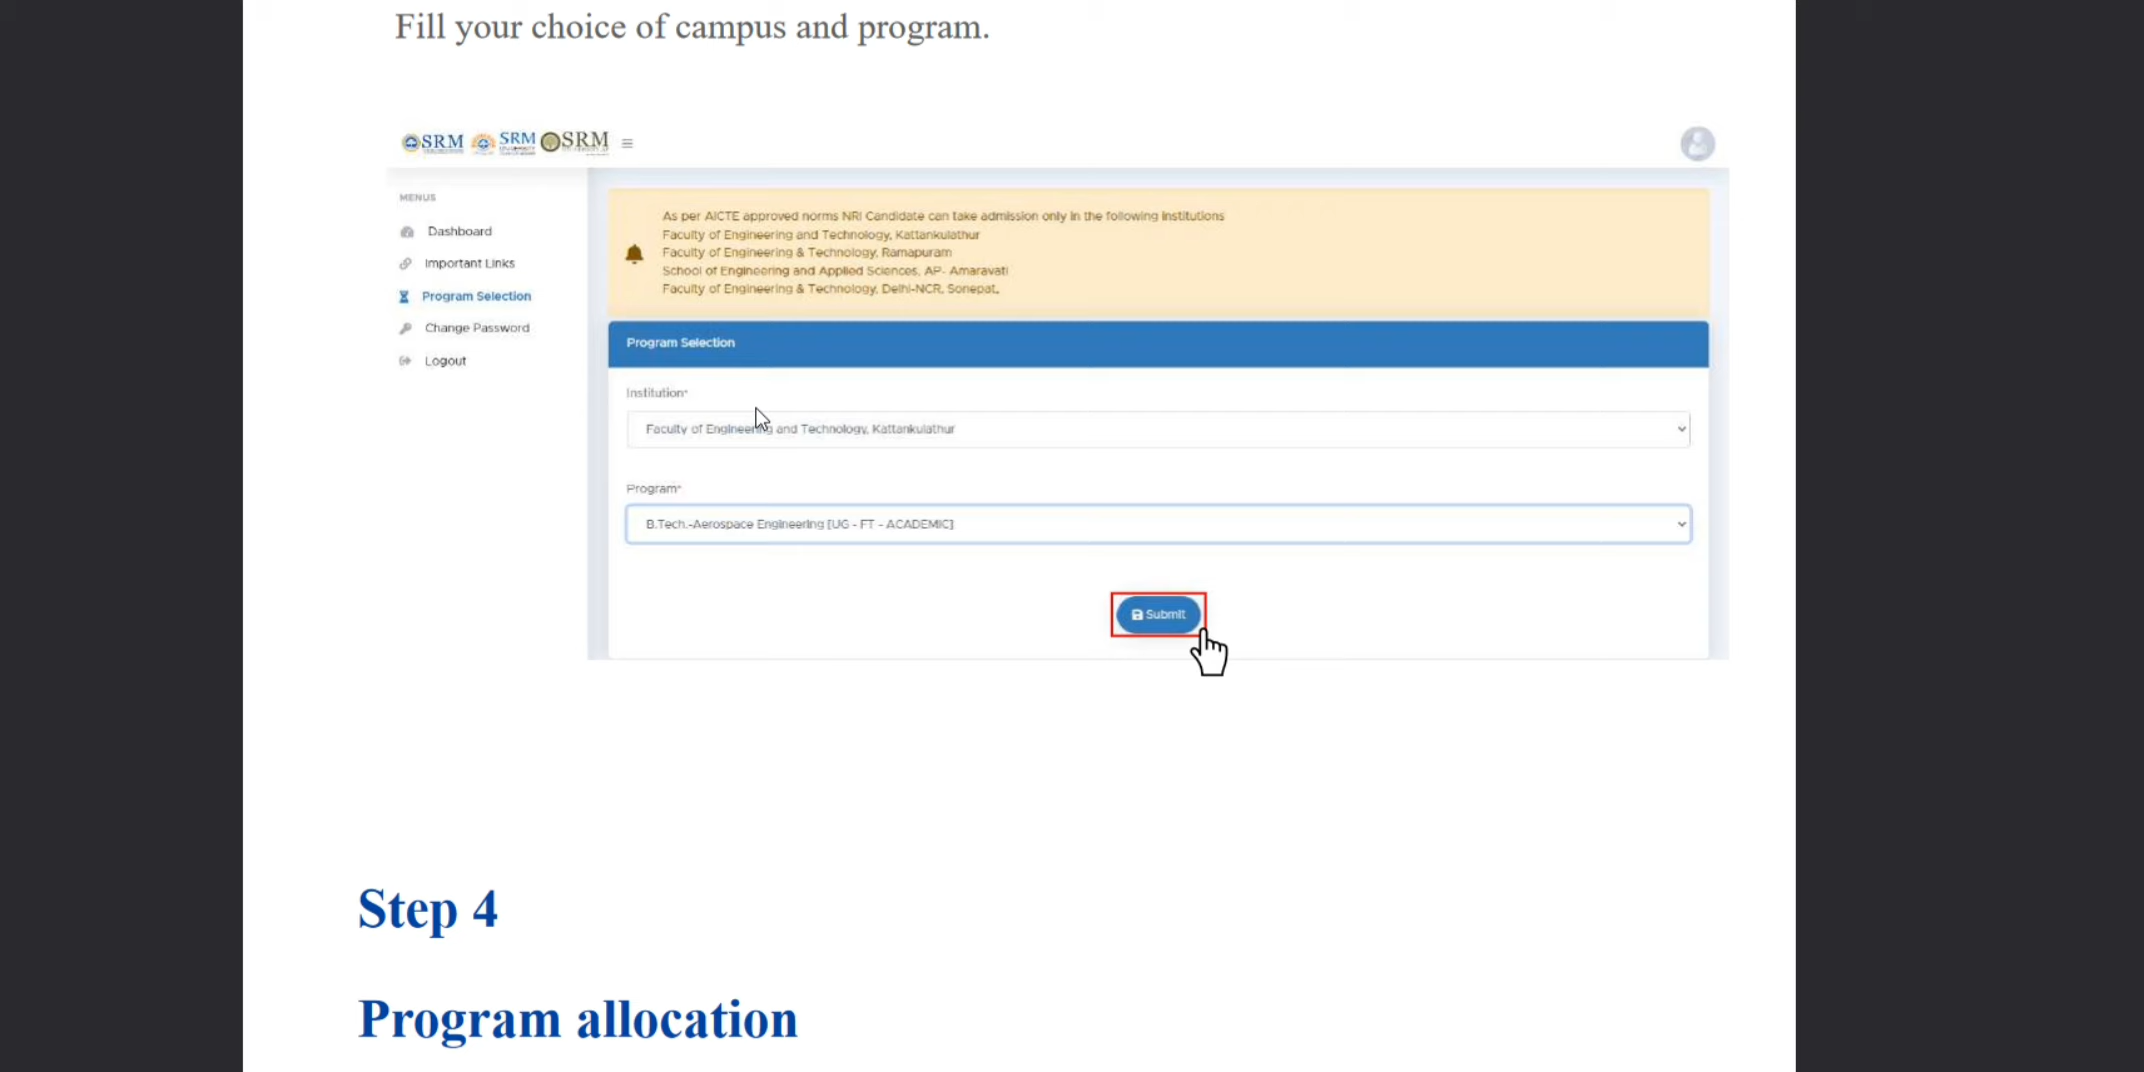 Fill your choice of campus and program.
SRM SRM SRM
MENUS
Dashboard
Important Links
Program Selection
Change Password
Logout
As per AICTE approved norms NRI Candidate can take admission only in the following institutions
Faculty of Engineering and Technology, Kattankulathur
Faculty of Engineering & Technology, Ramapuram
School of Engineering and Applied Sciences, AP- Amaravati
Faculty of Engineering & Technology, Delhi-NCR, Sonepat.
Program Selection
Institution*
Faculty of Engineering and Technology, Kattankulathur
Program*
B.Tech.-Aerospace Engineering [UG - FT - ACADEMIC]
Submit
Step 4
Program allocation